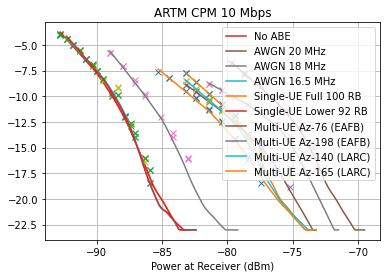 ARTM CPM 10 Mbps
−5.0
−7.5
−10.0
−12.5
−15.0
−17.5
−20.0
−22.5
No ABE
AWGN 20 MHz
AWGN 18 MHz
AWGN 16.5 MHz
Single-UE Full 100 RB
Single-UE Lower 92 RB
Multi-UE Az-76 (EAFB)
Multi-UE Az-198 (EAFB)
Multi-UE Az-140 (LARC)
Multi-UE Az-165 (LARC)
−90
−85
−80
−75
−70
Power at Receiver (dBm)